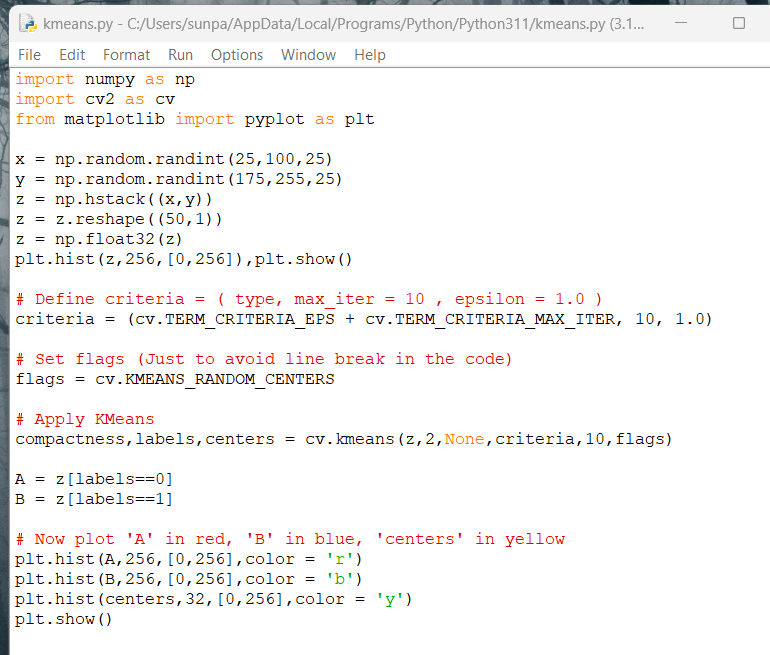 kmeans.py - C:/Users/sunpa/AppData/Local/Programs/Python/Python311/kmeans.py (3.1...
File Edit Format Run Options Window Help
import numpy as np
import cv2 as cv
from matplotlib import pyplot as plt
x = np.random.randint(25,100,25)
y = np.random.randint(175,255,25)
z = np.hstack((x,y))
z = z.reshape((50,1))
z = np.float32(z)
plt.hist(z,256,[0,256]),plt.show()
# Define criteria = ( type, max_iter = 10 , epsilon = 1.0 )
criteria = (cv.TERM_CRITERIA_EPS + cv.TERM_CRITERIA_MAX_ITER, 10, 1.0)
# Set flags (Just to avoid line break in the code)
flags = cv.KMEANS_RANDOM_CENTERS
# Apply KMeans
compactness,labels,centers = cv.kmeans(z,2,None,criteria,10,flags)
A = z[labels==0]
B = z[labels==1]
# Now plot 'A' in red, 'B' in blue, 'centers' in yellow
plt.hist(A,256,[0,256],color = 'r')
plt.hist(B,256,[0,256],color = 'b')
plt.hist(centers,32,[0,256],color = 'y')
plt.show()